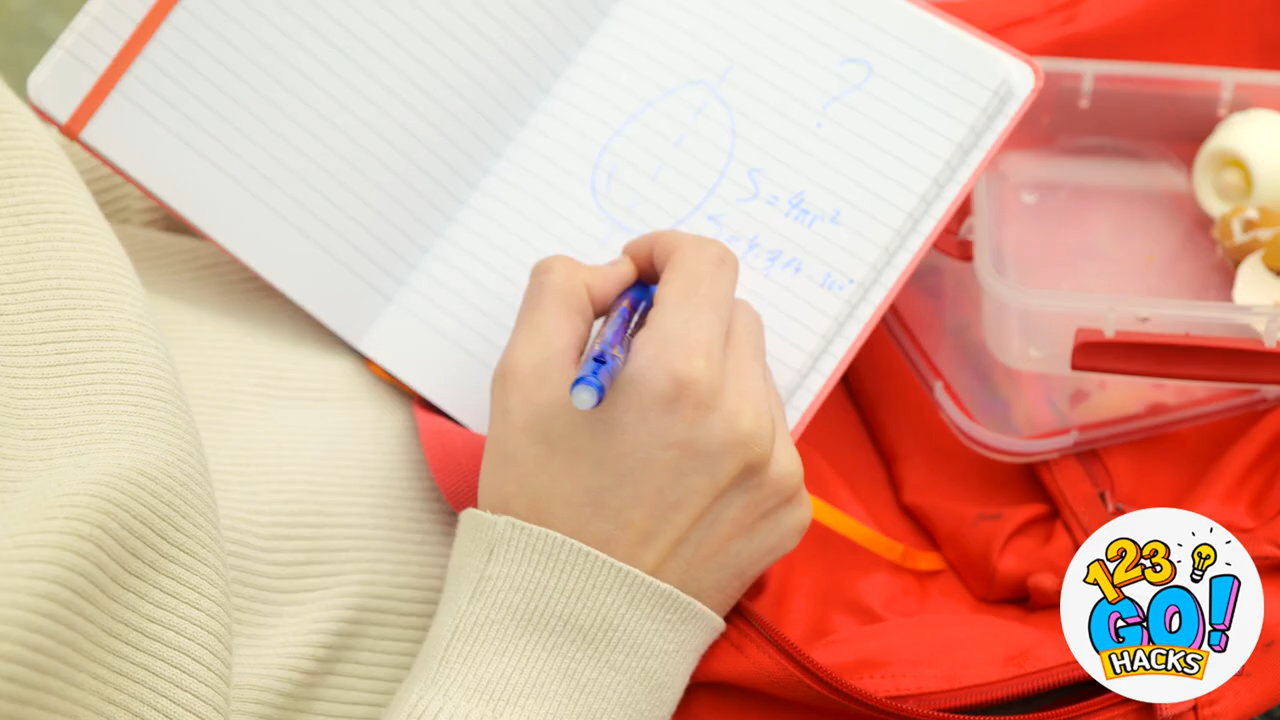 ?
S = 4πr²
123
GO!
HACKS